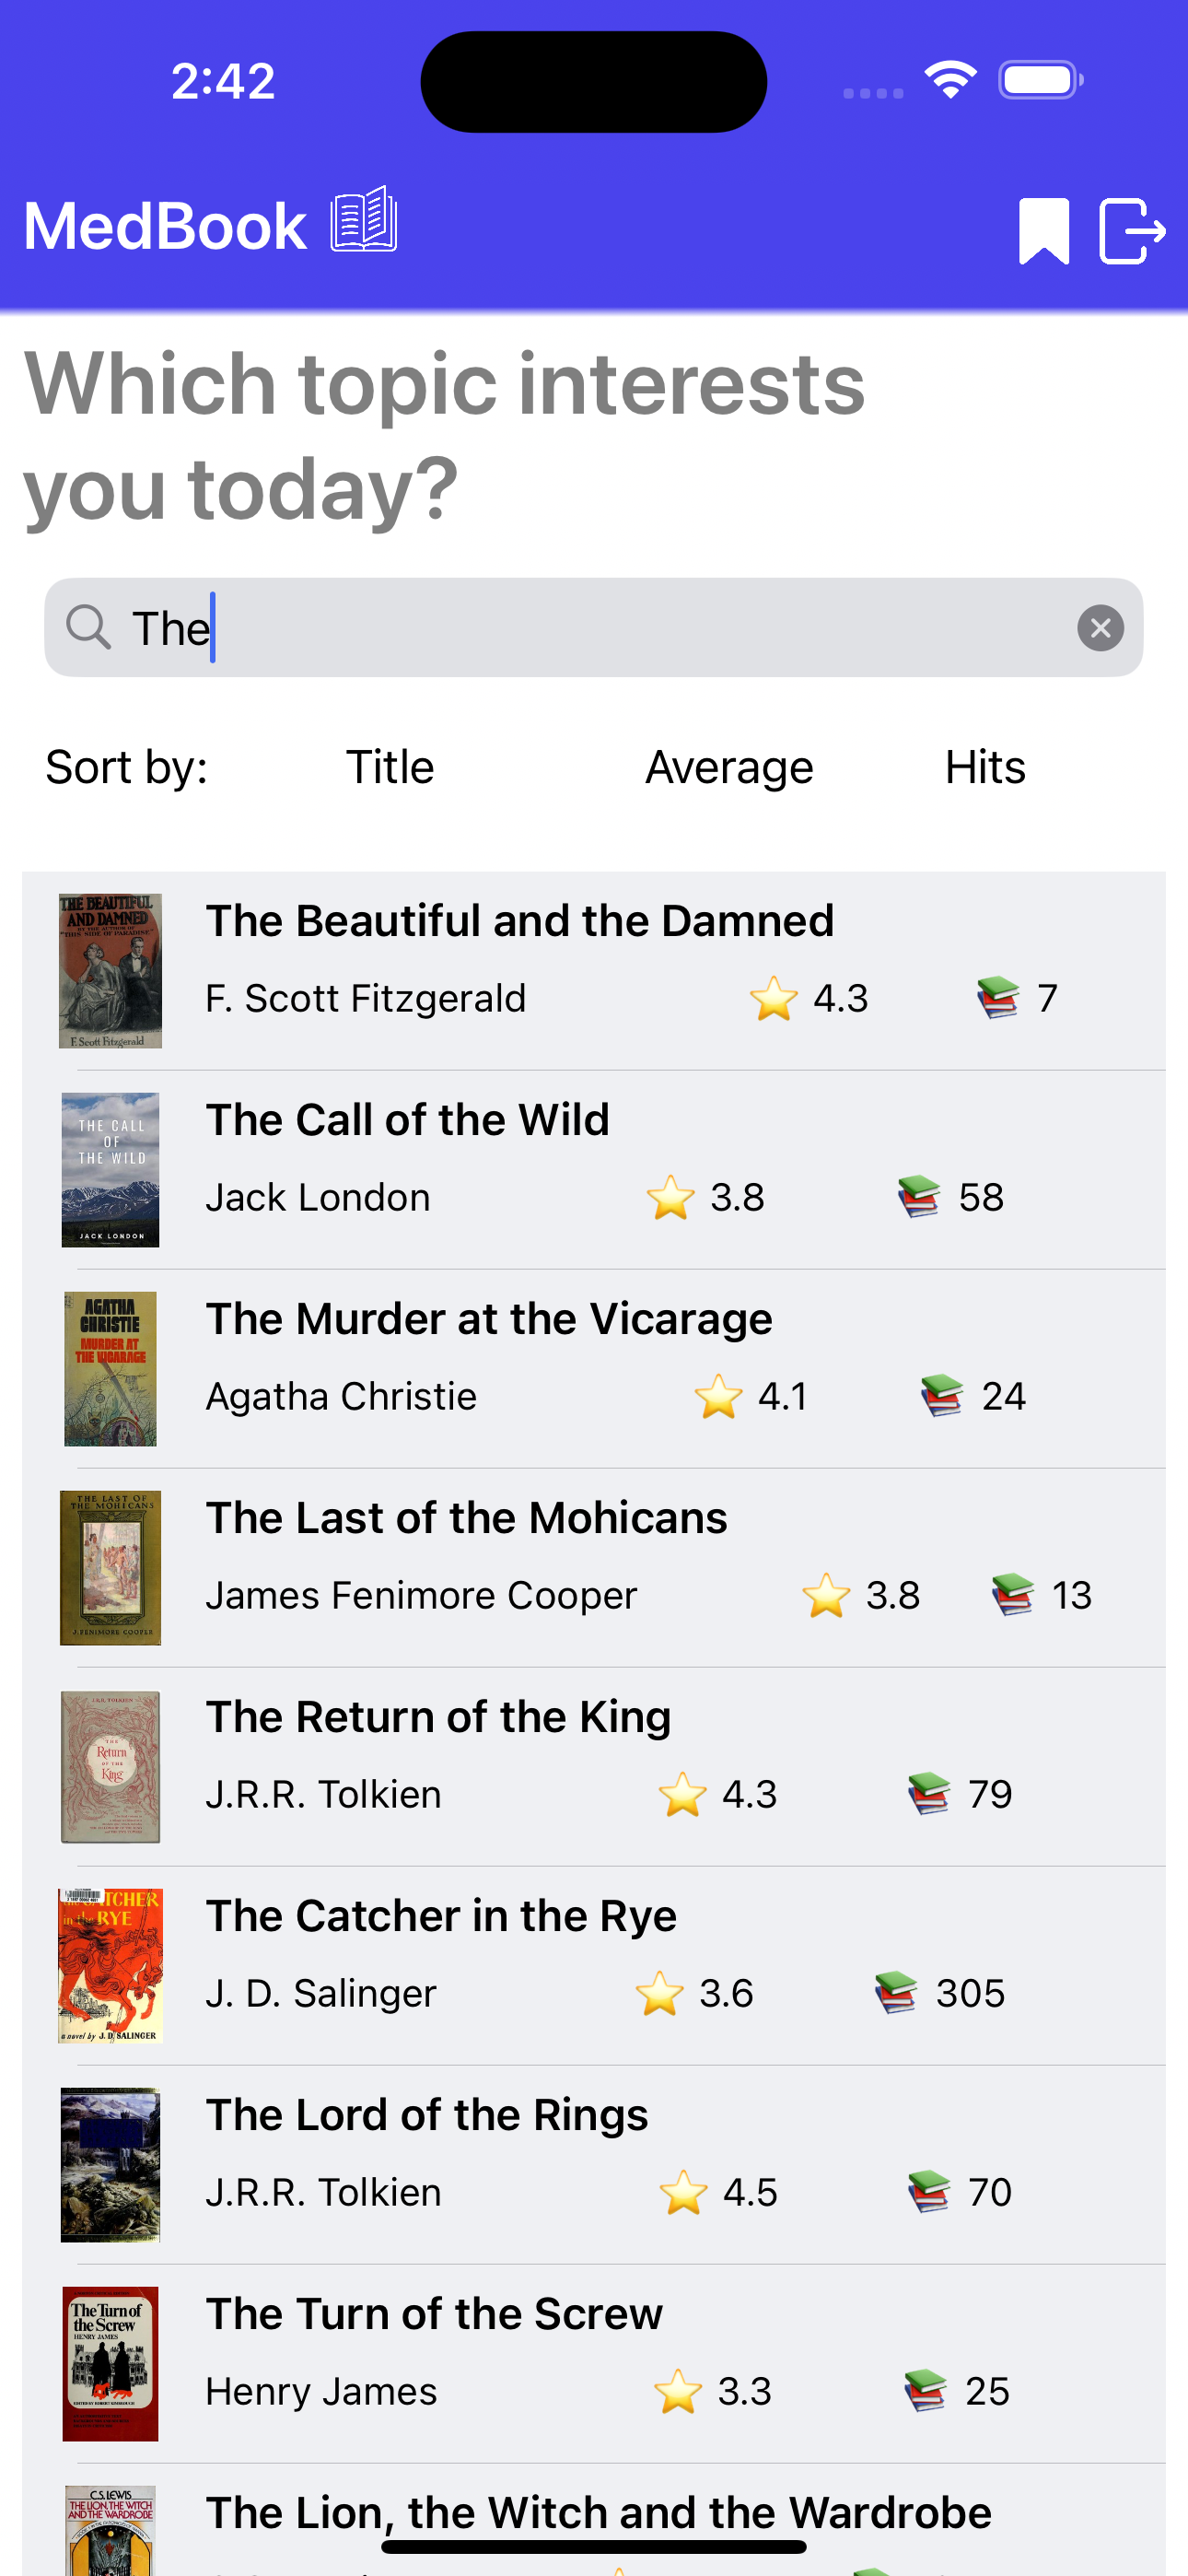 2:42
MedBook
Which topic interests
you today?
The
Sort by: Title Average Hits
THE BEAUTIFUL
AND DAMNED
BY THE AUTHOR OF
"THIS SIDE OF PARADISE"
F. Scott Fitzgerald
The Beautiful and the Damned
F. Scott Fitzgerald ⭐ 4.3 📚 7
THE CALL
OF
THE WILD
JACK LONDON
The Call of the Wild
Jack London ⭐ 3.8 📚 58
AGATHA
CHRISTIE
MURDER AT
THE VICARAGE
The Murder at the Vicarage
Agatha Christie ⭐ 4.1 📚 24
THE LAST OF
THE MOHICANS
J. FENIMORE COOPER
The Last of the Mohicans
James Fenimore Cooper ⭐ 3.8 📚 13
J.R.R. TOLKIEN
THE
Return
OF THE
King
The Return of the King
J.R.R. Tolkien ⭐ 4.3 📚 79
in the RYE
a novel by J. D. SALINGER
The Catcher in the Rye
J. D. Salinger ⭐ 3.6 📚 305
The Lord of the Rings
J.R.R. Tolkien ⭐ 4.5 📚 70
The Turn of
the Screw
HENRY JAMES
The Turn of the Screw
Henry James ⭐ 3.3 📚 25
C.S. LEWIS
THE LION, THE WITCH
AND THE WARDROBE
The Lion, the Witch and the Wardrobe